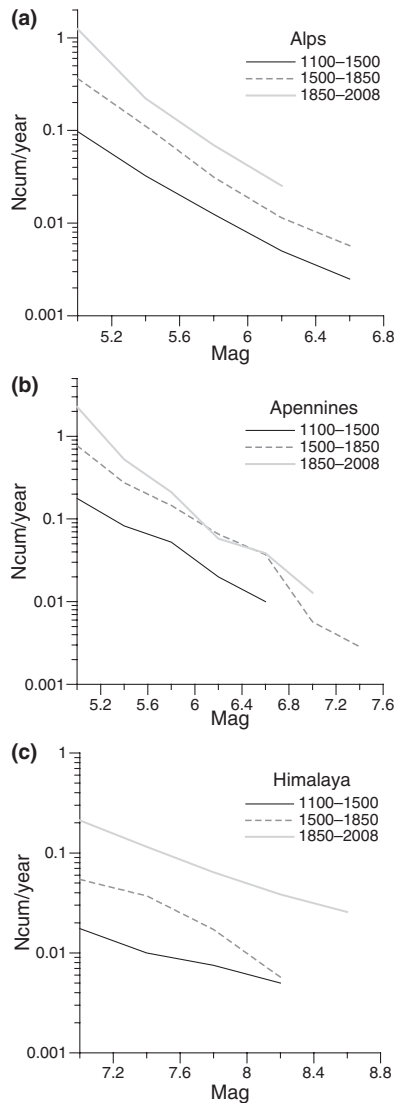 (a)
Alps
1100–1500
1500–1850
1850–2008
Ncum/year
1
0.1
0.01
0.001
5.2 5.6 6 6.4 6.8
Mag
(b)
Apennines
1100–1500
1500–1850
1850–2008
Ncum/year
1
0.1
0.01
0.001
5.2 5.6 6 6.4 6.8 7.2 7.6
Mag
(c)
Himalaya
1100–1500
1500–1850
1850–2008
Ncum/year
1
0.1
0.01
0.001
7.2 7.6 8 8.4 8.8
Mag